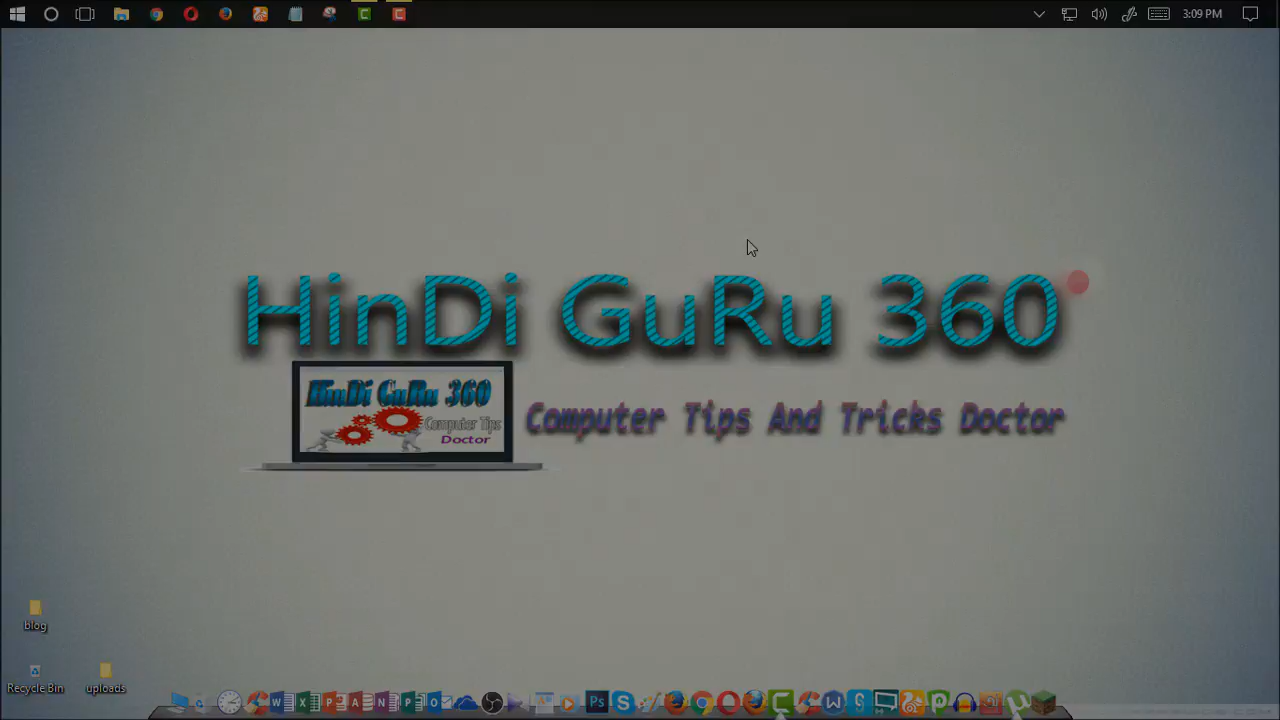 3:09 PM
HinDi GuRu 360
HinDi GuRu 360
Computer Tips
Doctor
Computer Tips And Tricks Doctor
blog
Recycle Bin
uploads